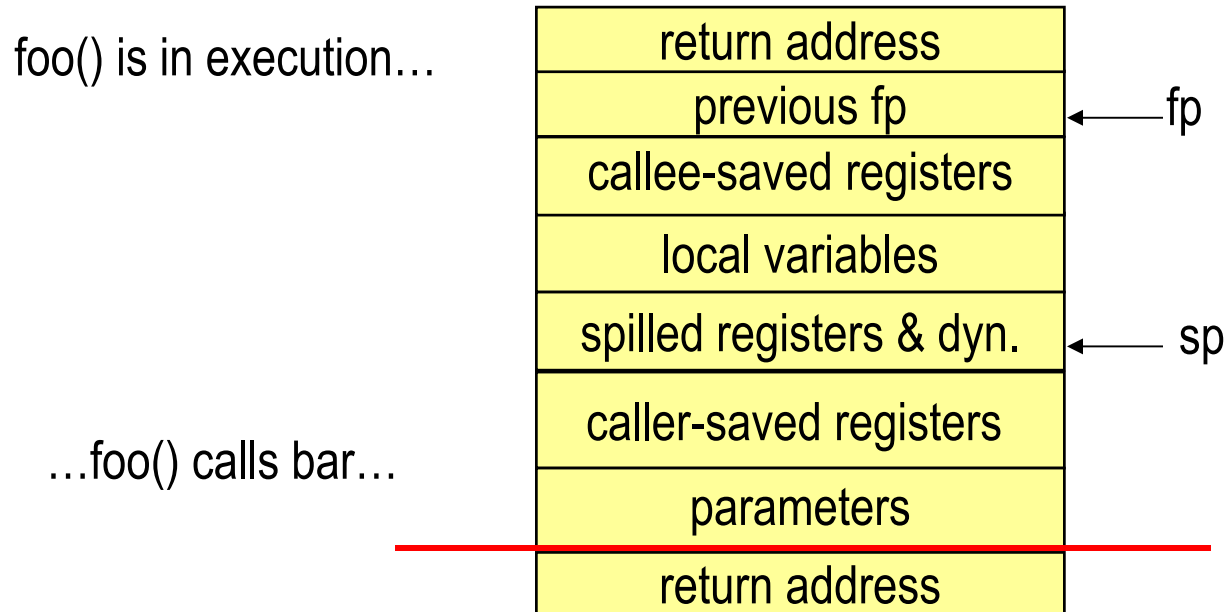 foo() is in execution…
return address
previous fp
fp
callee-saved registers
local variables
spilled registers & dyn.
sp
caller-saved registers
…foo() calls bar…
parameters
return address